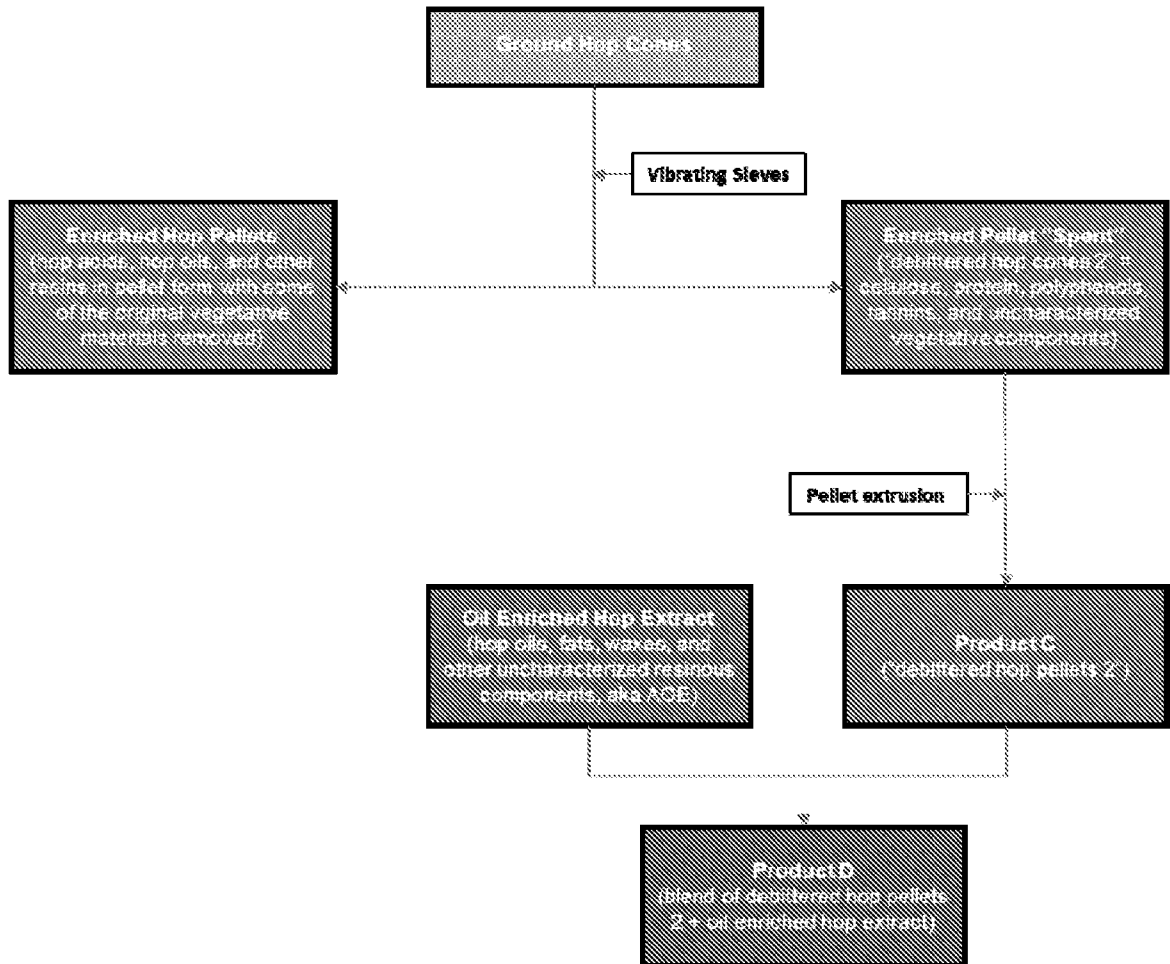 Ground Hop Cones
Vibrating Sieves
Enriched Hop Pellets
(hop acids, hop oils, and other
resins in pellet form with some
of the original vegetative
materials removed)
Enriched Pellet "Spent"
("debittered hop cones 2" =
cellulose, protein, polyphenols,
tannins, and uncharacterized
vegetative components)
Pellet extrusion
Oil Enriched Hop Extract
(hop oils, fats, waxes, and
other uncharacterized resinous
components, aka AOE)
Product C
("debittered hop pellets 2")
Product D
(blend of debittered hop pellets
2 + oil enriched hop extract)